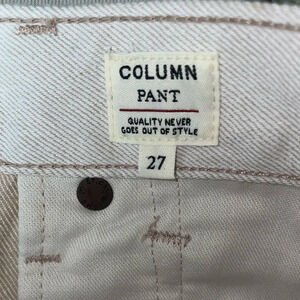 COLUMN
PANT
QUALITY NEVER
GOES OUT OF STYLE
27